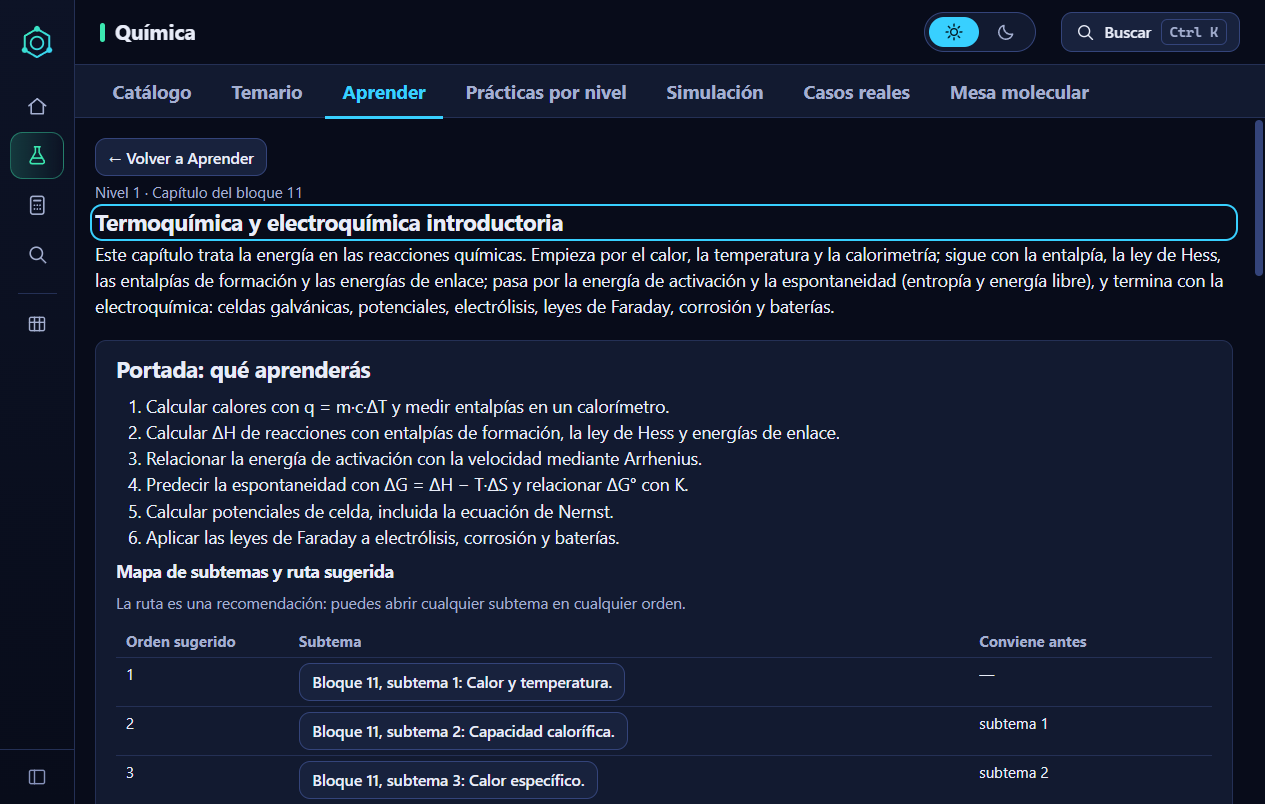 Química
Buscar Ctrl K
Catálogo Temario Aprender Prácticas por nivel Simulación Casos reales Mesa molecular
← Volver a Aprender
Nivel 1 · Capítulo del bloque 11
Termoquímica y electroquímica introductoria
Este capítulo trata la energía en las reacciones químicas. Empieza por el calor, la temperatura y la calorimetría; sigue con la entalpía, la ley de Hess,
las entalpías de formación y las energías de enlace; pasa por la energía de activación y la espontaneidad (entropía y energía libre), y termina con la
electroquímica: celdas galvánicas, potenciales, electrólisis, leyes de Faraday, corrosión y baterías.
Portada: qué aprenderás
1. Calcular calores con q = m·c·ΔT y medir entalpías en un calorímetro.
2. Calcular ΔH de reacciones con entalpías de formación, la ley de Hess y energías de enlace.
3. Relacionar la energía de activación con la velocidad mediante Arrhenius.
4. Predecir la espontaneidad con ΔG = ΔH − T·ΔS y relacionar ΔG° con K.
5. Calcular potenciales de celda, incluida la ecuación de Nernst.
6. Aplicar las leyes de Faraday a electrólisis, corrosión y baterías.
Mapa de subtemas y ruta sugerida
La ruta es una recomendación: puedes abrir cualquier subtema en cualquier orden.
Orden sugerido Subtema Conviene antes
1 Bloque 11, subtema 1: Calor y temperatura. —
2 Bloque 11, subtema 2: Capacidad calorífica. subtema 1
3 Bloque 11, subtema 3: Calor específico. subtema 2